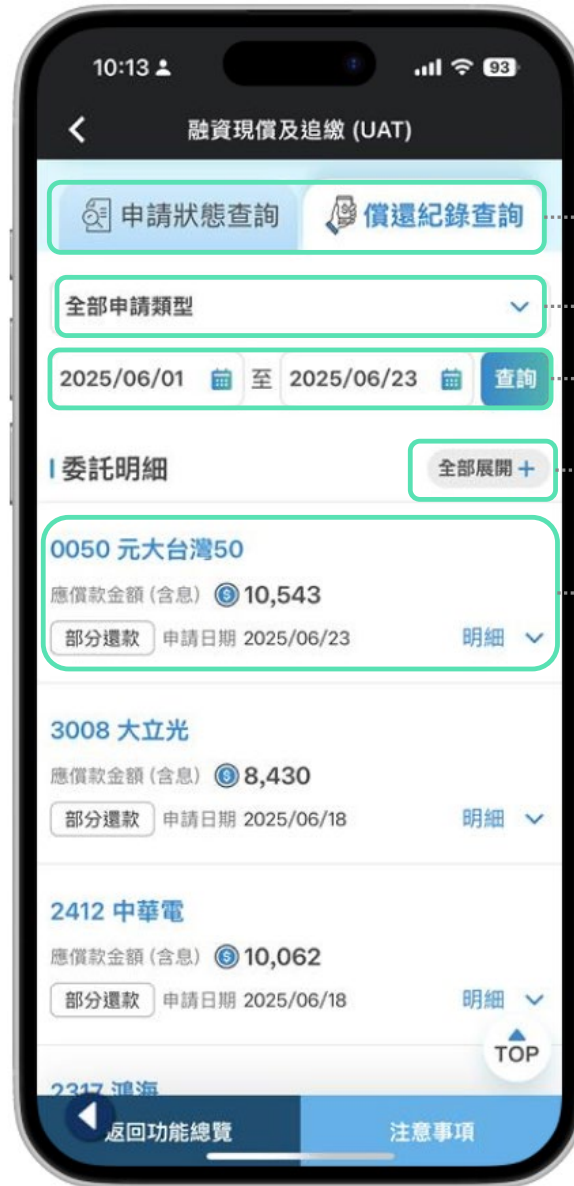 10:13
93
融資現償及追繳 (UAT)
申請狀態查詢 償還紀錄查詢
全部申請類型
2025/06/01 至 2025/06/23 查詢
委託明細 全部展開 +
0050 元大台灣50
應償款金額 (含息) 10,543
部分還款 申請日期 2025/06/23 明細
3008 大立光
應償款金額 (含息) 8,430
部分還款 申請日期 2025/06/18 明細
2412 中華電
應償款金額 (含息) 10,062
部分還款 申請日期 2025/06/18 明細
TOP
2317 鴻海
返回功能總覽 注意事項